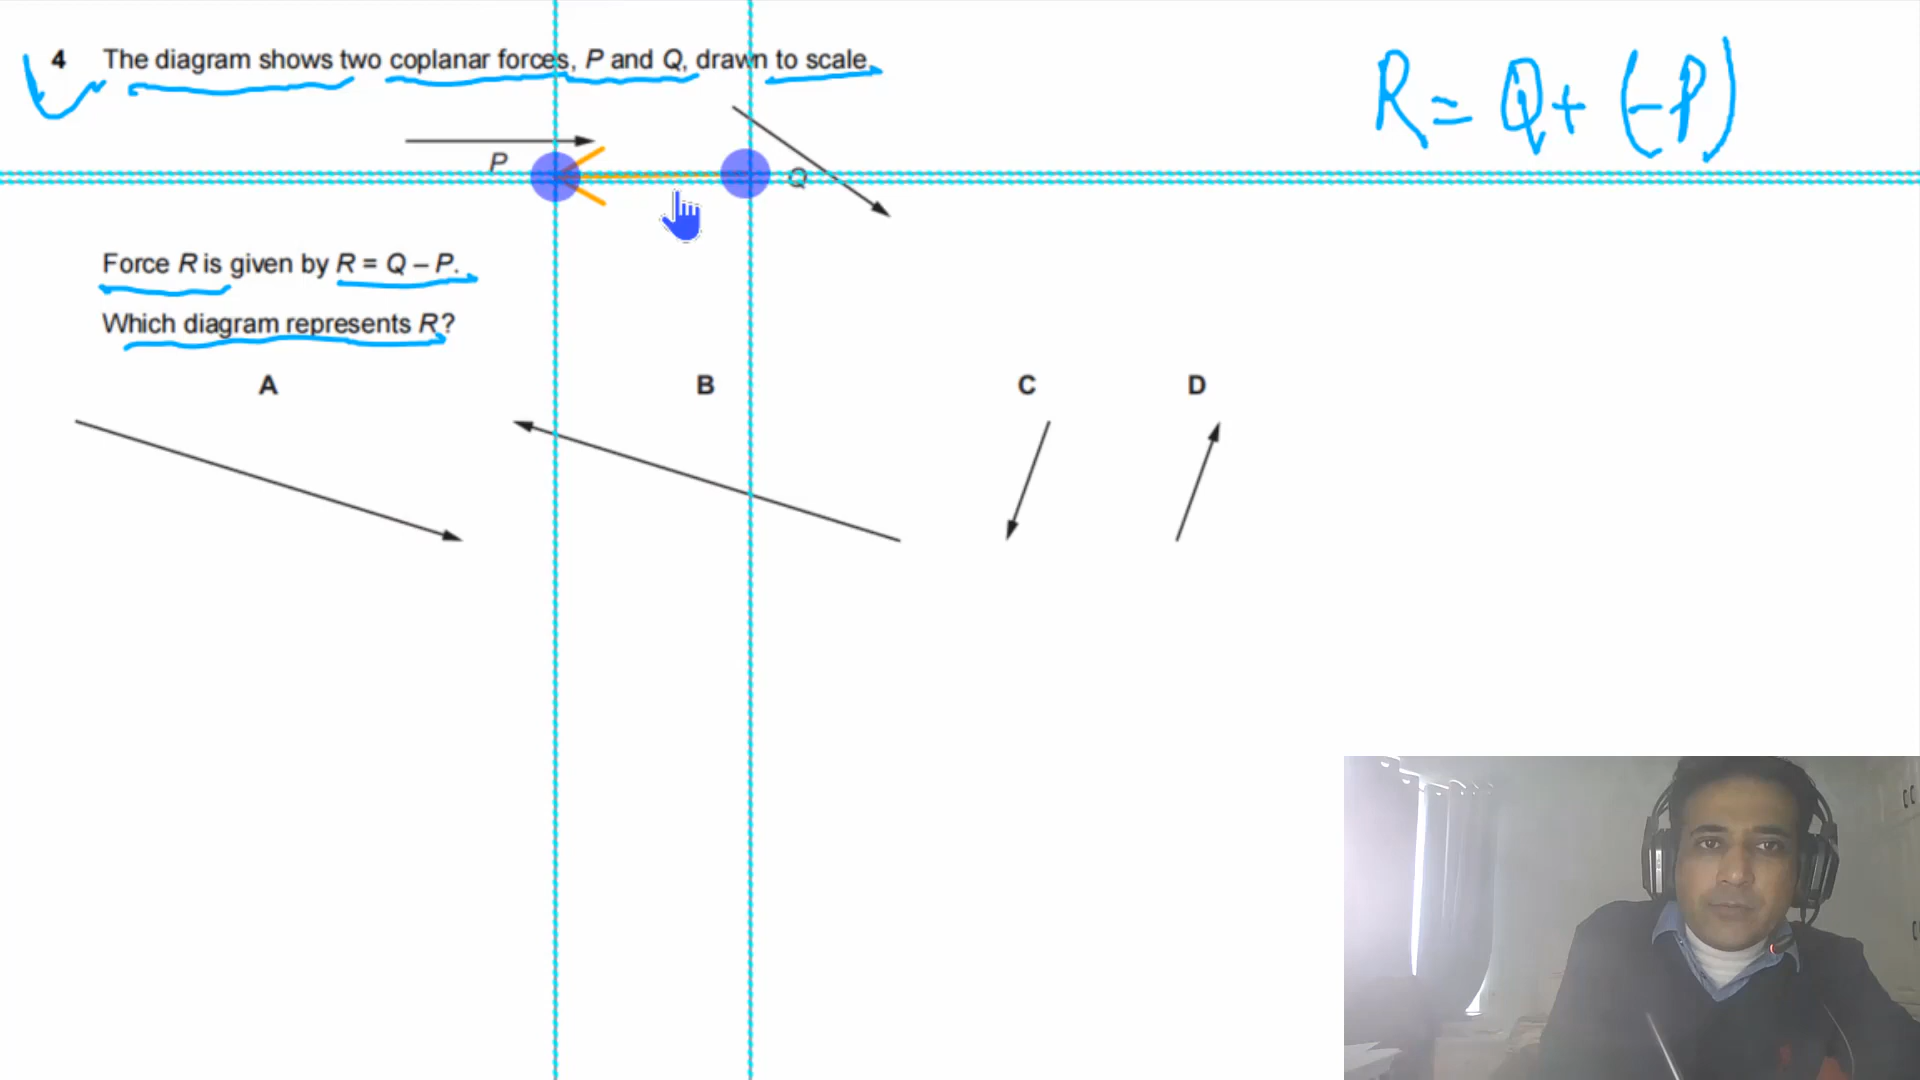 4 The diagram shows two coplanar forces, P and Q, drawn to scale.
R = Q + (-P)
P
Q
Force R is given by R = Q – P.
Which diagram represents R?
A B C D